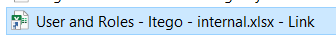 User and Roles - Itego - internal.xlsx - Link